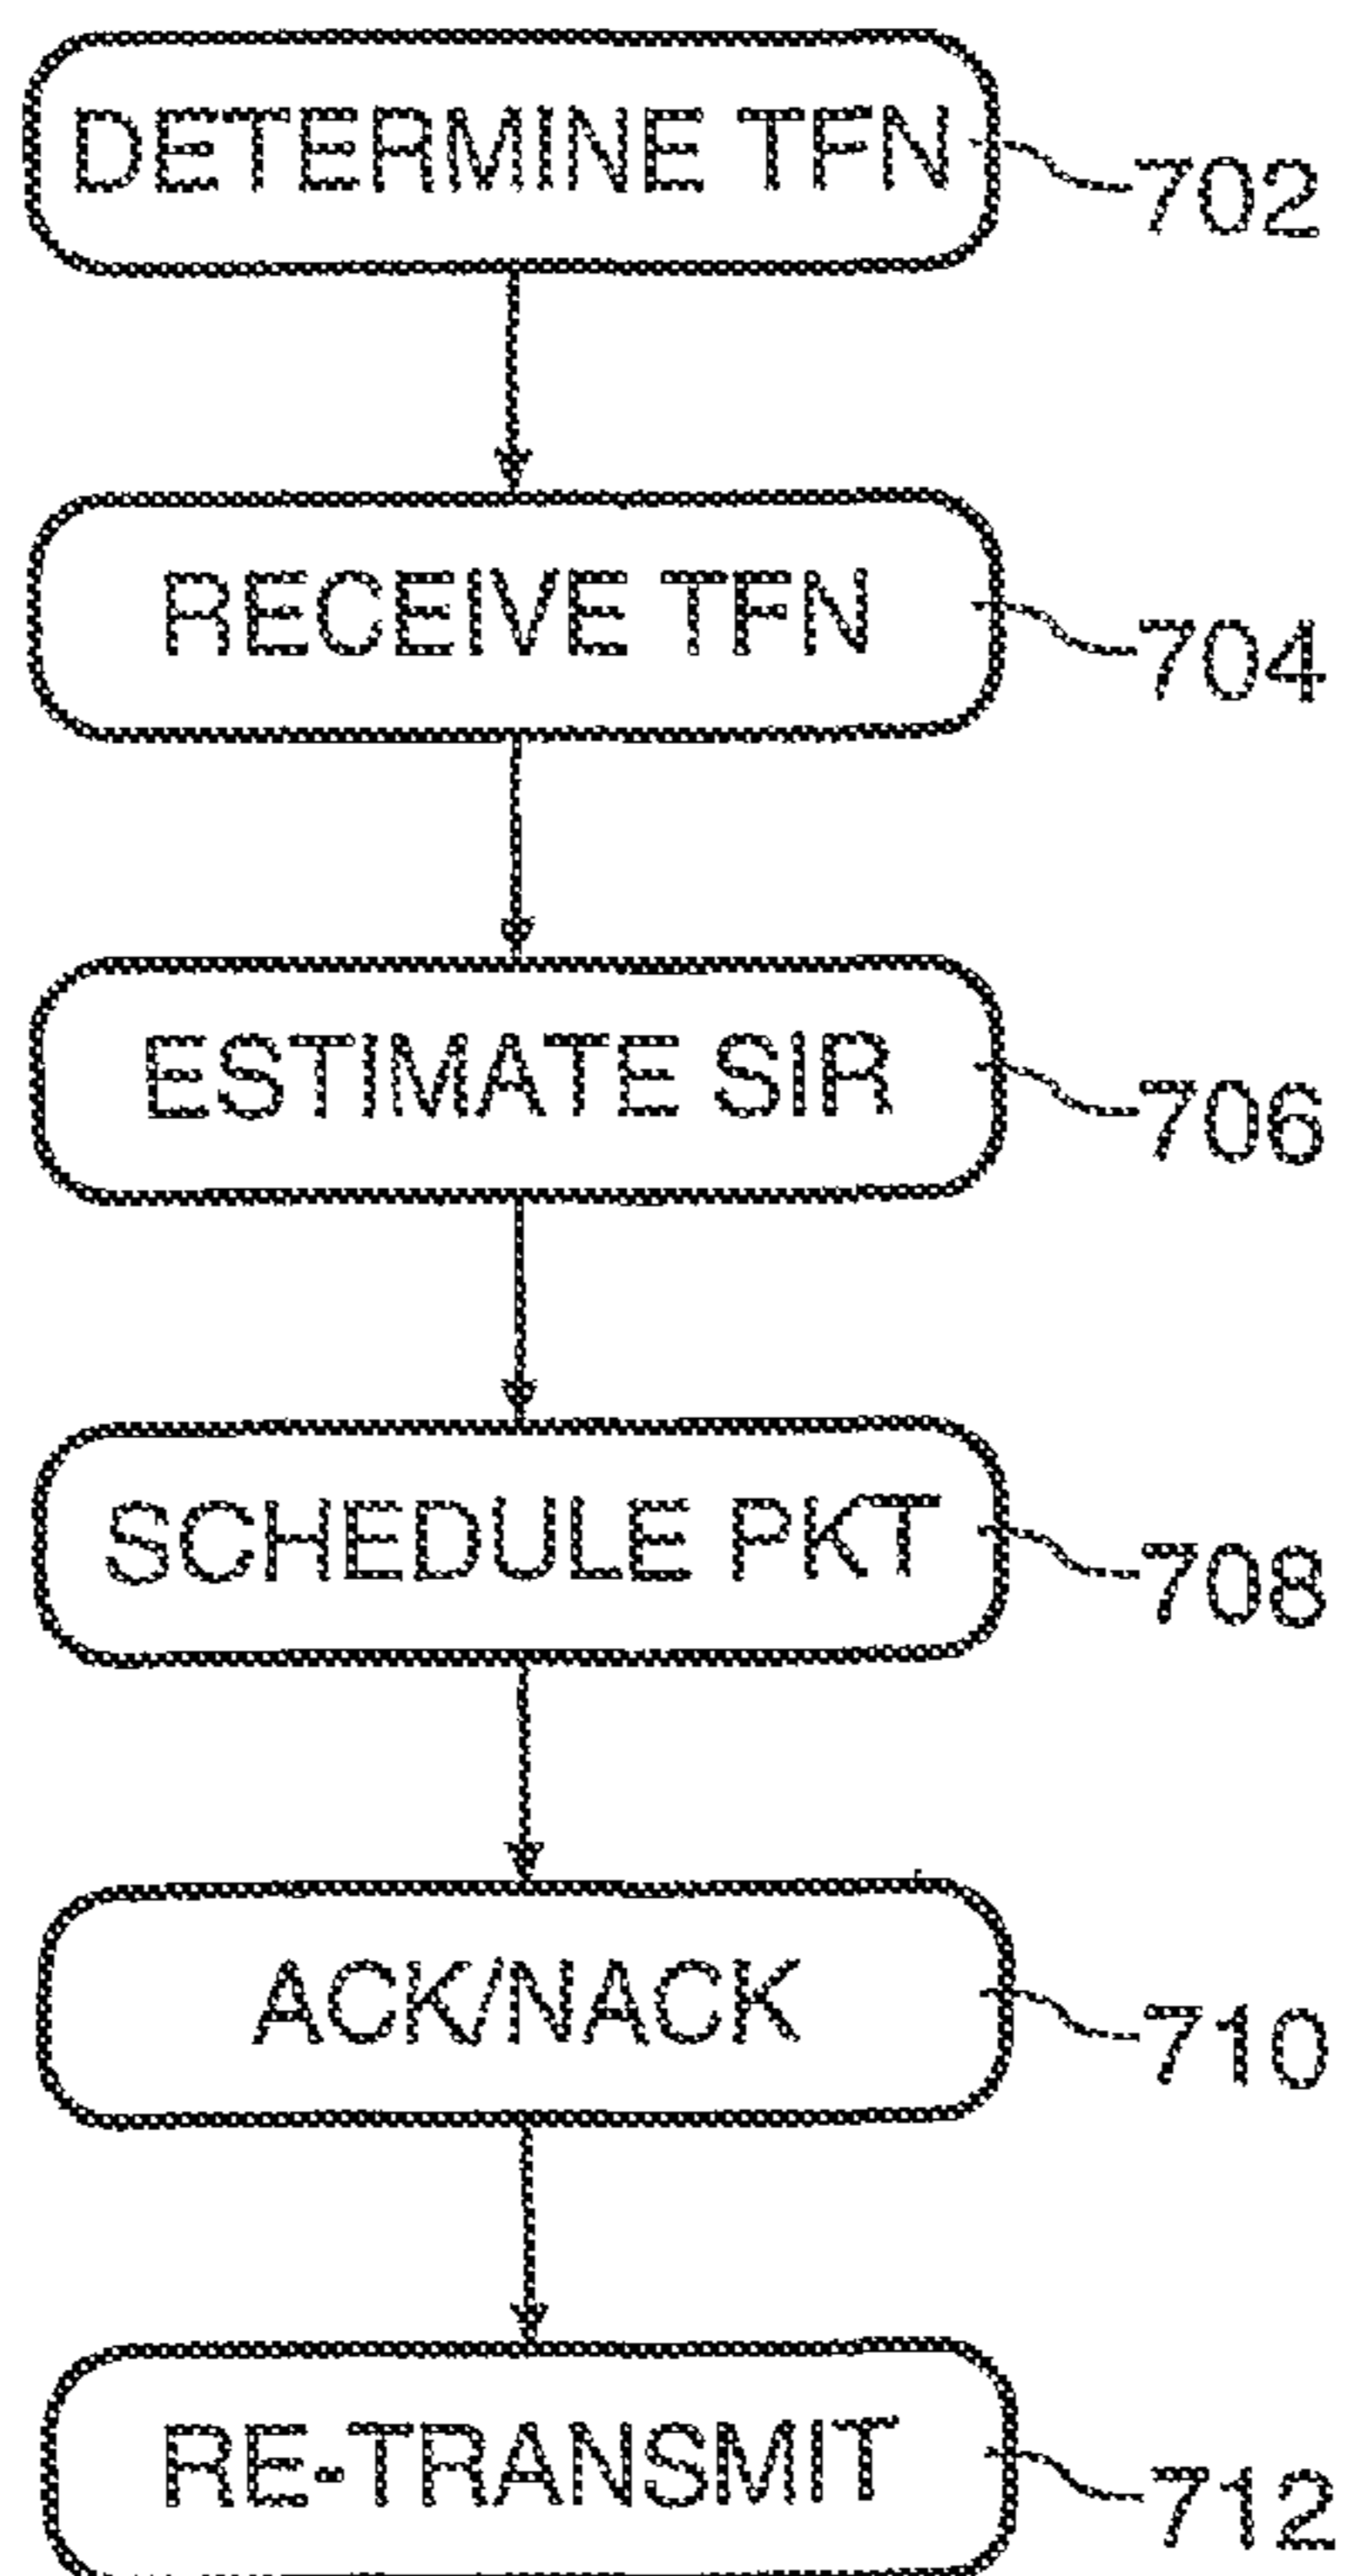 DETERMINE TFN
702
RECEIVE TFN
704
ESTIMATE SIR
706
SCHEDULE PKT
708
ACK/NACK
710
RE-TRANSMIT
712